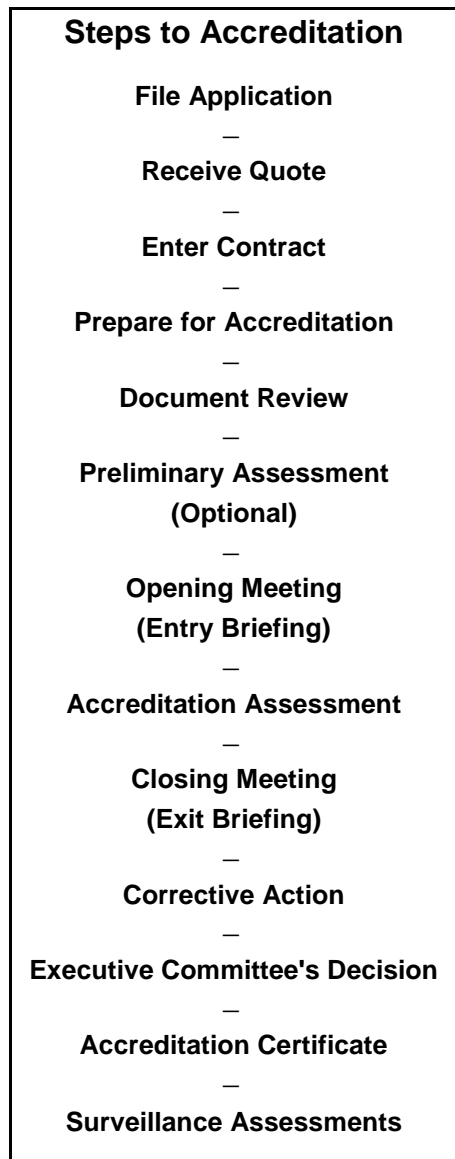 Steps to Accreditation
File Application
–
Receive Quote
–
Enter Contract
–
Prepare for Accreditation
–
Document Review
–
Preliminary Assessment
(Optional)
–
Opening Meeting
(Entry Briefing)
–
Accreditation Assessment
–
Closing Meeting
(Exit Briefing)
–
Corrective Action
–
Executive Committee's Decision
–
Accreditation Certificate
–
Surveillance Assessments